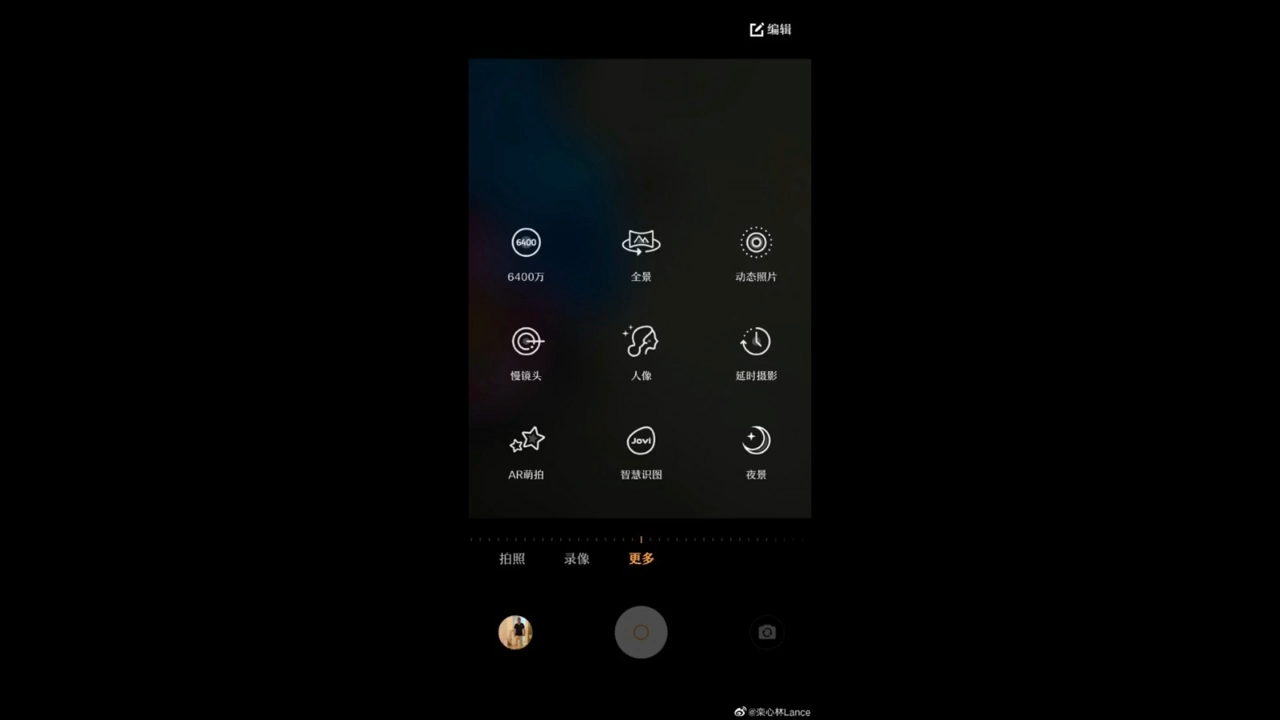 编辑
6400
6400万
全景
动态照片
慢镜头
人像
延时摄影
Jovi
AR萌拍
智慧识图
夜景
拍照
录像
更多
@栾心林Lance